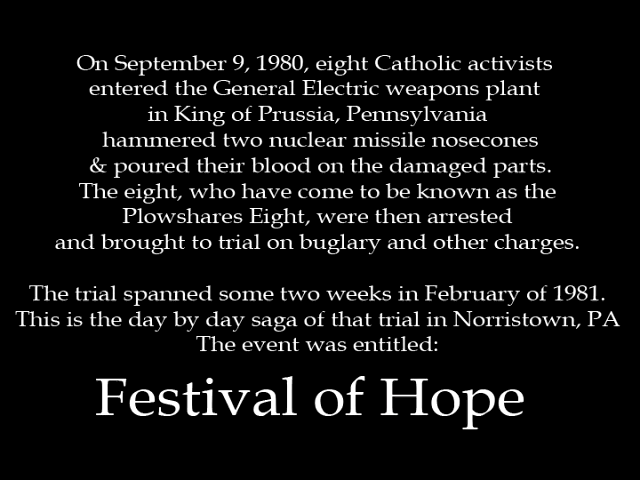 On September 9, 1980, eight Catholic activists
entered the General Electric weapons plant
in King of Prussia, Pennsylvania
hammered two nuclear missile nosecones
& poured their blood on the damaged parts.
The eight, who have come to be known as the
Plowshares Eight, were then arrested
and brought to trial on buglary and other charges.
The trial spanned some two weeks in February of 1981.
This is the day by day saga of that trial in Norristown, PA
The event was entitled:
Festival of Hope